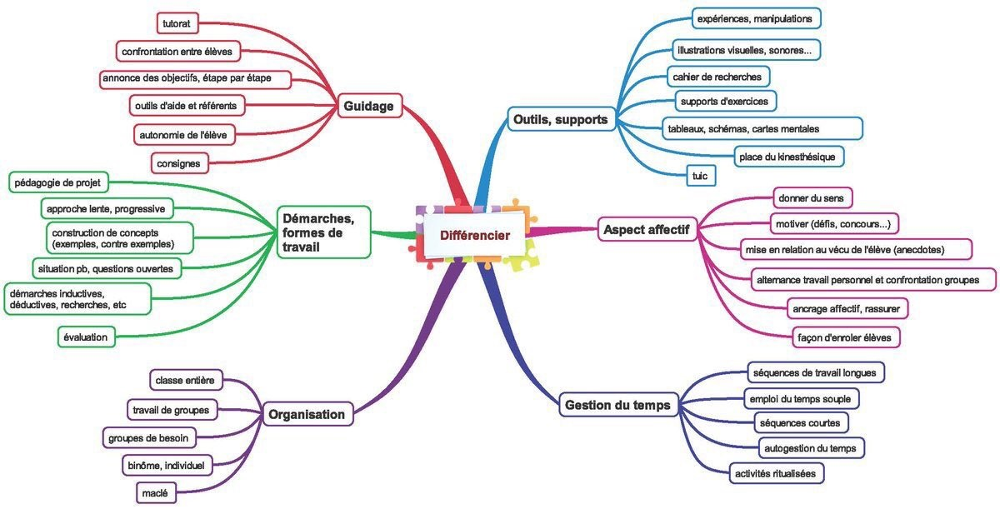 Différencier
Guidage
tutorat
confrontation entre élèves
annonce des objectifs, étape par étape
outils d'aide et référents
autonomie de l'élève
consignes
Démarches,
formes de
travail
pédagogie de projet
approche lente, progressive
construction de concepts
(exemples, contre exemples)
situation pb, questions ouvertes
démarches inductives,
déductives, recherches, etc
évaluation
Organisation
classe entière
travail de groupes
groupes de besoin
binôme, individuel
maclé
Outils, supports
expériences, manipulations
illustrations visuelles, sonores...
cahier de recherches
supports d'exercices
tableaux, schémas, cartes mentales
place du kinesthésique
tuic
Aspect affectif
donner du sens
motiver (défis, concours...)
mise en relation au vécu de l'élève (anecdotes)
alternance travail personnel et confrontation groupes
ancrage affectif, rassurer
façon d'enroler élèves
Gestion du temps
séquences de travail longues
emploi du temps souple
séquences courtes
autogestion du temps
activités ritualisées